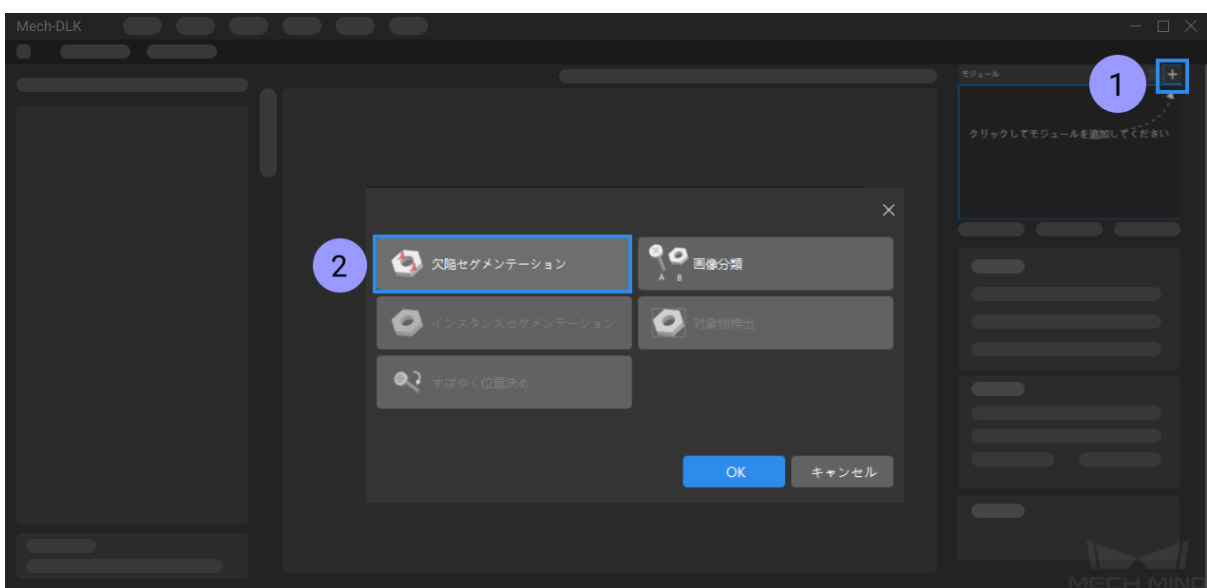 Mech-DLK
モジュール
1
クリックしてモジュールを追加してください
2
欠陥セグメンテーション
A B
画像分類
インスタンスセグメンテーション
対象物検出
すばやく位置決め
OK
キャンセル
MECH MIND